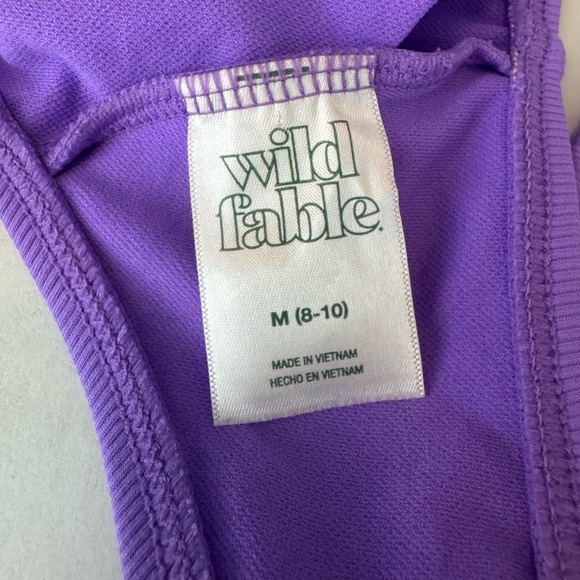 wild
fable.
M (8-10)
MADE IN VIETNAM
HECHO EN VIETNAM